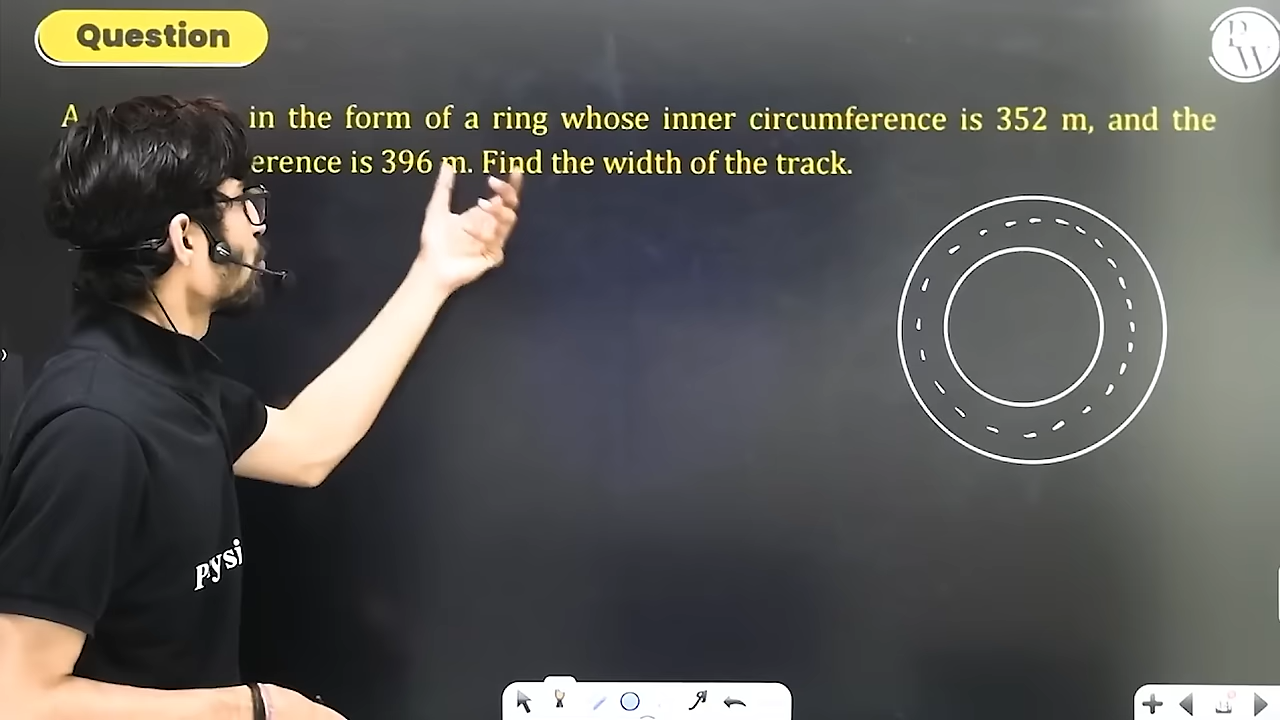 Question
PW
A in the form of a ring whose inner circumference is 352 m, and the
erence is 396 m. Find the width of the track.
Pysi